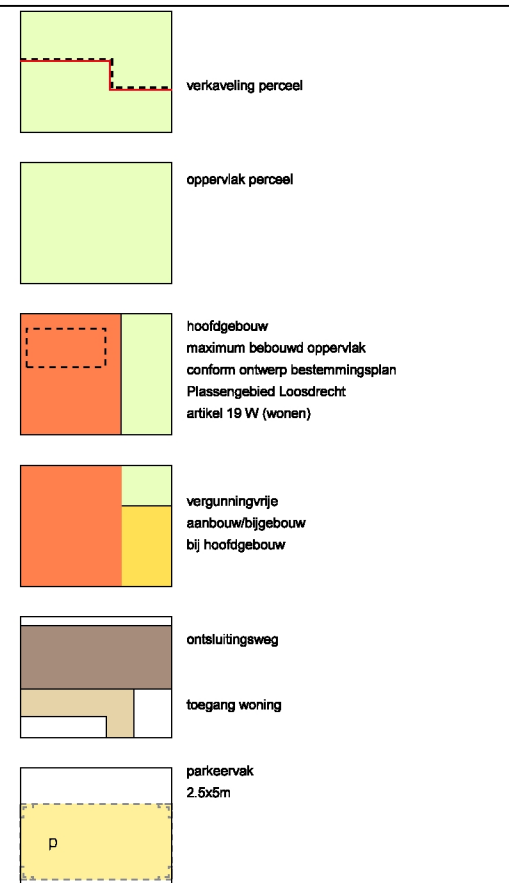 verkaveling perceel
oppervlak perceel
hoofdgebouw
maximum bebouwd oppervlak
conform ontwerp bestemmingsplan
Plassengebied Loosdrecht
artikel 19 W (wonen)
vergunningvrije
aanbouw/bijgebouw
bij hoofdgebouw
ontsluitingsweg
toegang woning
parkeervak
2.5x5m
p